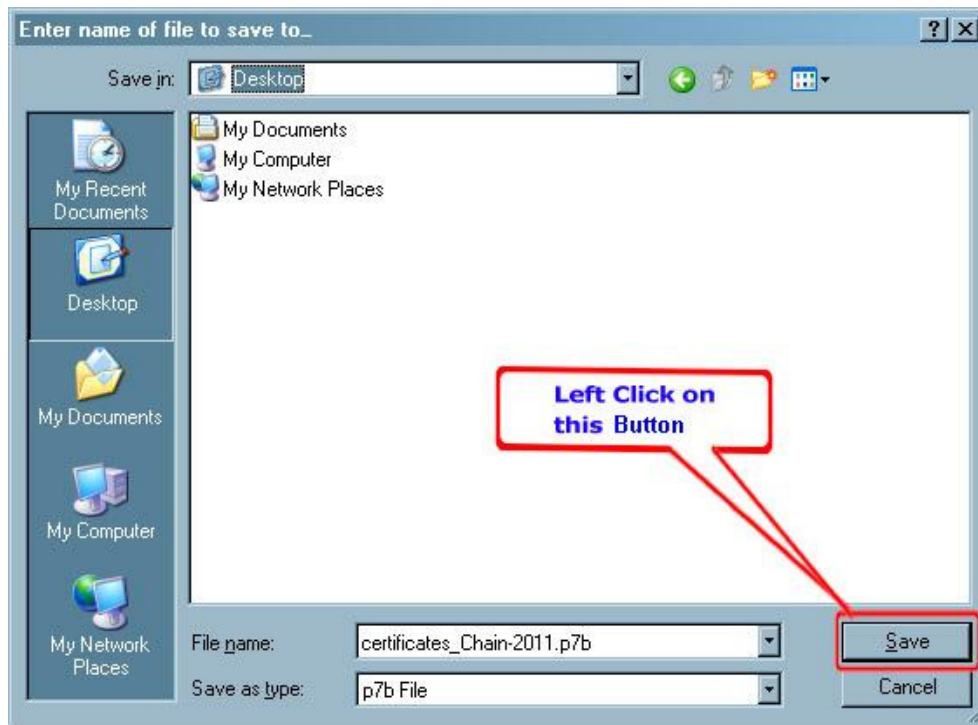 Enter name of file to save to...
Save in:
Desktop
My Documents
My Computer
My Network Places
My Recent
Documents
Desktop
My Documents
My Computer
My Network
Places
Left Click on
this Button
File name:
certificates_Chain-2011.p7b
Save
Save as type:
p7b File
Cancel